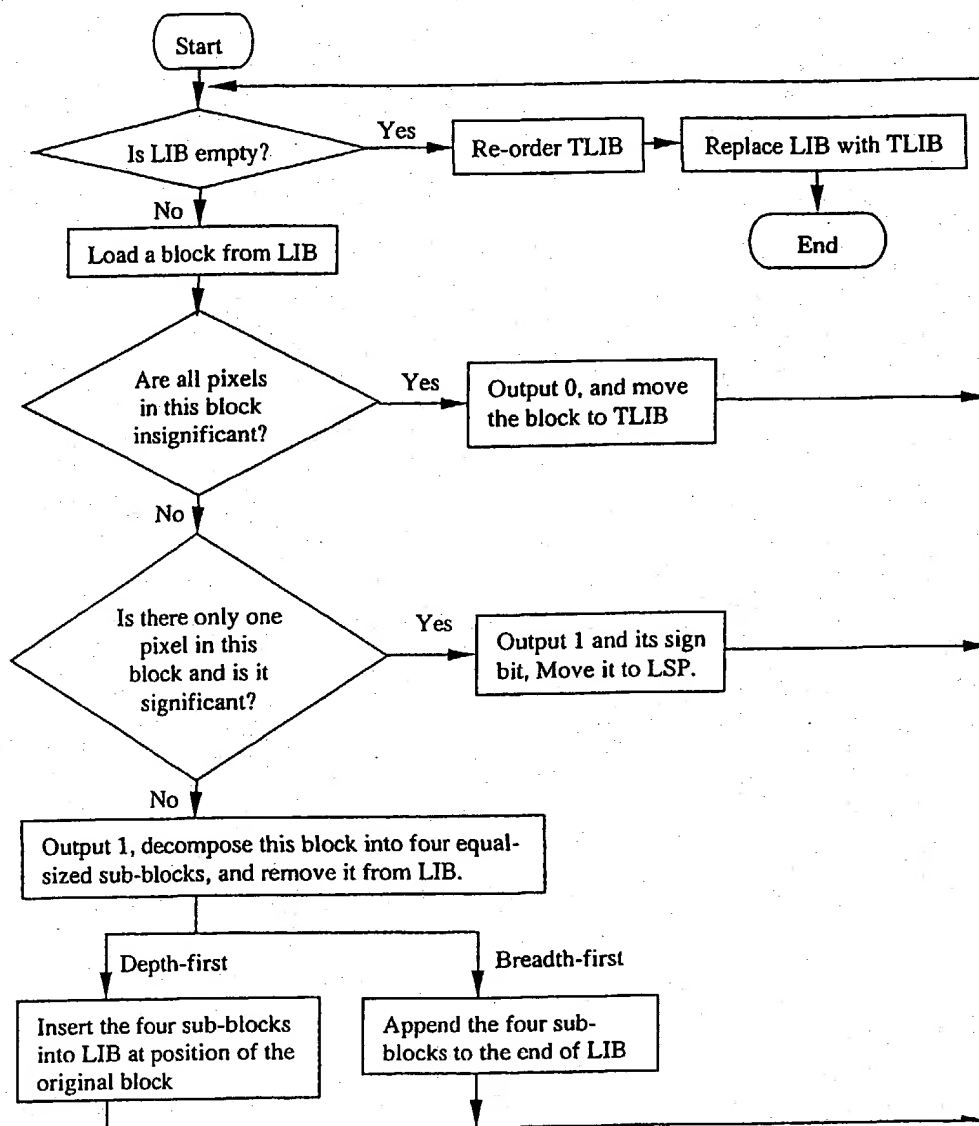 Start
Is LIB empty?
Yes
Re-order TLIB
Replace LIB with TLIB
No
End
Load a block from LIB
Are all pixels
in this block
insignificant?
Yes
Output 0, and move
the block to TLIB
No
Is there only one
pixel in this
block and is it
significant?
Yes
Output 1 and its sign
bit, Move it to LSP.
No
Output 1, decompose this block into four equal-
sized sub-blocks, and remove it from LIB.
Depth-first
Breadth-first
Insert the four sub-blocks
into LIB at position of the
original block
Append the four sub-
blocks to the end of LIB